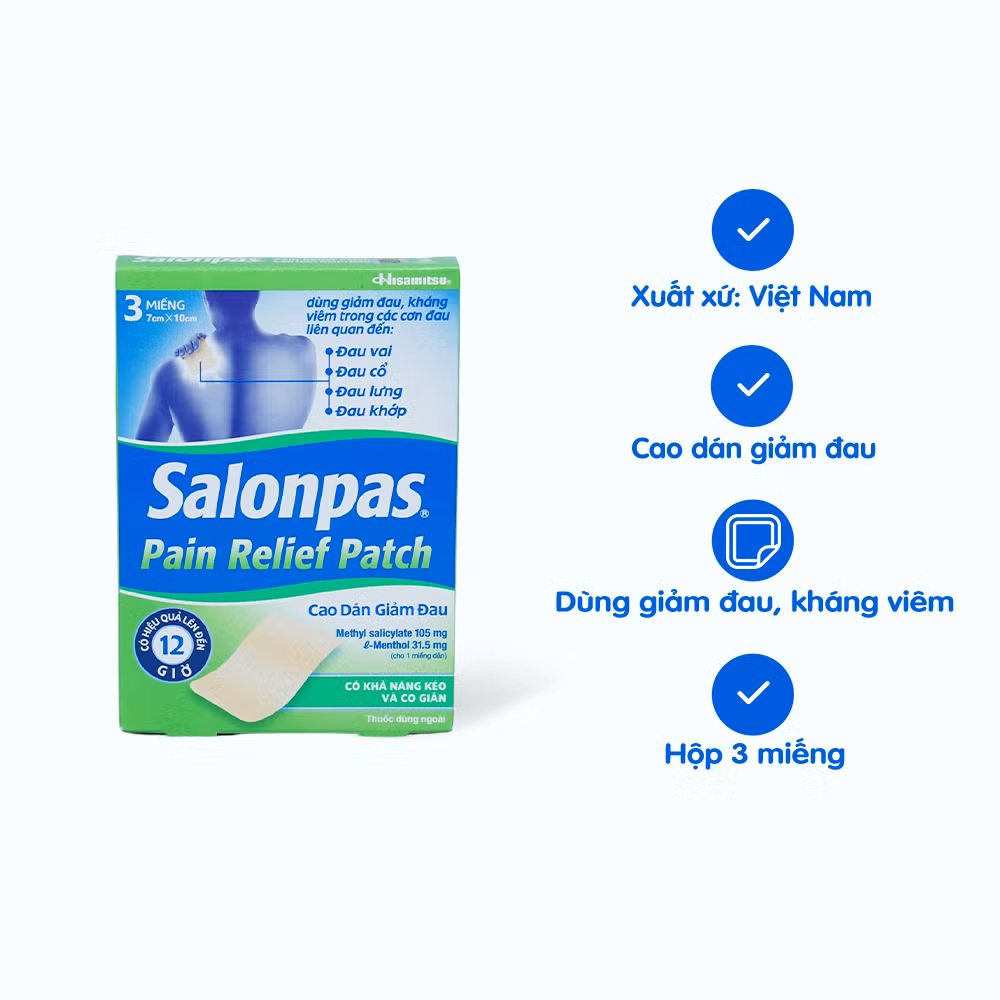 Hisamitsu®
3 MIẾNG
7cm×10cm
dùng giảm đau, kháng
viêm trong các cơn đau
liên quan đến:
• Đau vai
• Đau cổ
• Đau lưng
• Đau khớp
Salonpas®
Pain Relief Patch
CÓ HIỆU QUẢ LÊN ĐẾN
12
GIỜ
Cao Dán Giảm Đau
Methyl salicylate 105 mg
ℓ-Menthol 31.5 mg
(cho 1 miếng dán)
CÓ KHẢ NĂNG KÉO
VÀ CO GIÃN
Thuốc dùng ngoài
Xuất xứ: Việt Nam
Cao dán giảm đau
Dùng giảm đau, kháng viêm
Hộp 3 miếng